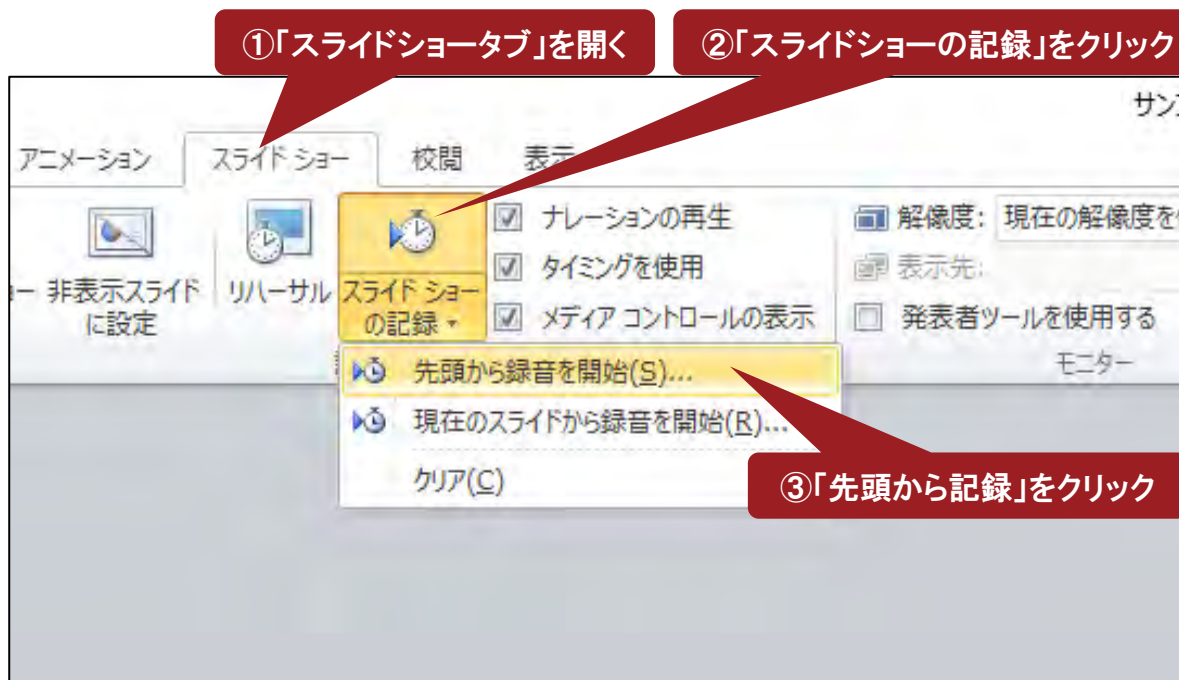 ①「スライドショータブ」を開く
②「スライドショーの記録」をクリック
アニメーション
スライド ショー
校閲
表示
非表示スライド
に設定
リハーサル
スライド ショー
の記録
ナレーションの再生
タイミングを使用
メディア コントロールの表示
解像度: 現在の解像度を
表示先:
発表者ツールを使用する
モニター
先頭から録音を開始(S)...
現在のスライドから録音を開始(R)...
クリア(C)
③「先頭から記録」をクリック